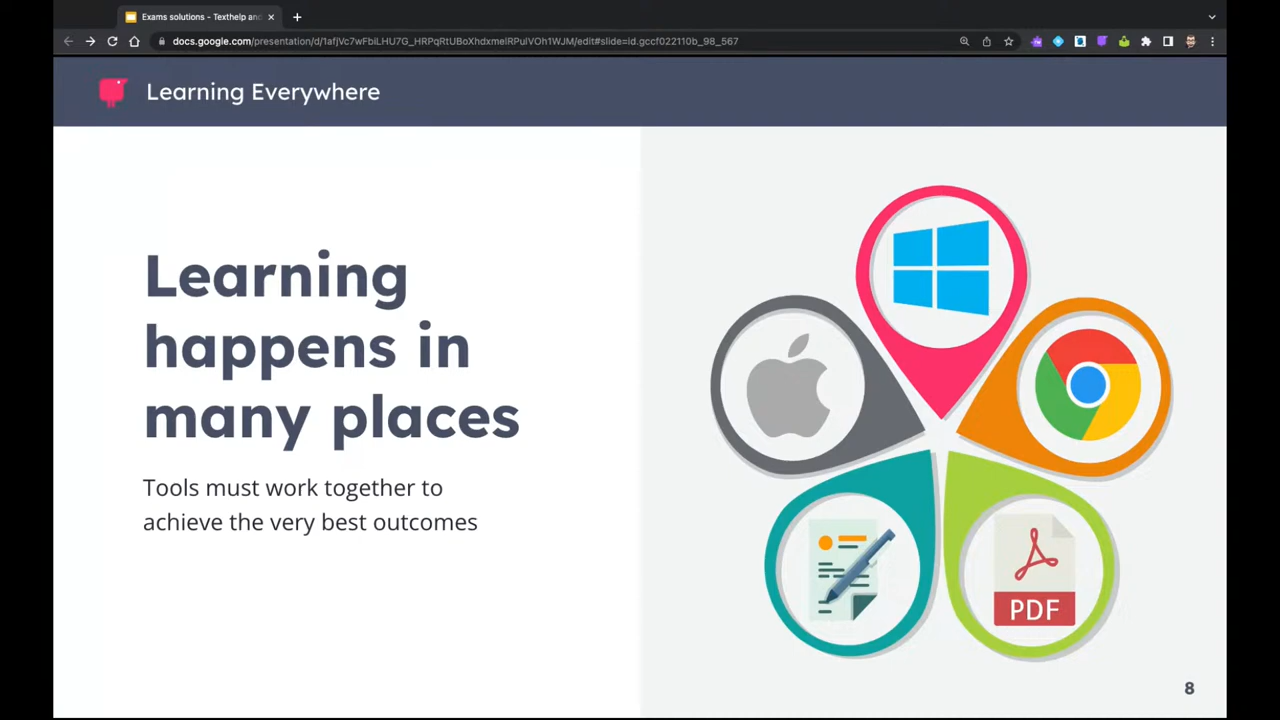 Exams solutions - Texthelp and
docs.google.com/presentation/d/1afjVc7wFbiLHU7G_HRPqRtUBoXhdxmelRPuIVOh1WJM/edit#slide=id.gccf022110b_98_567
Learning Everywhere
Learning
happens in
many places
Tools must work together to
achieve the very best outcomes
PDF
8